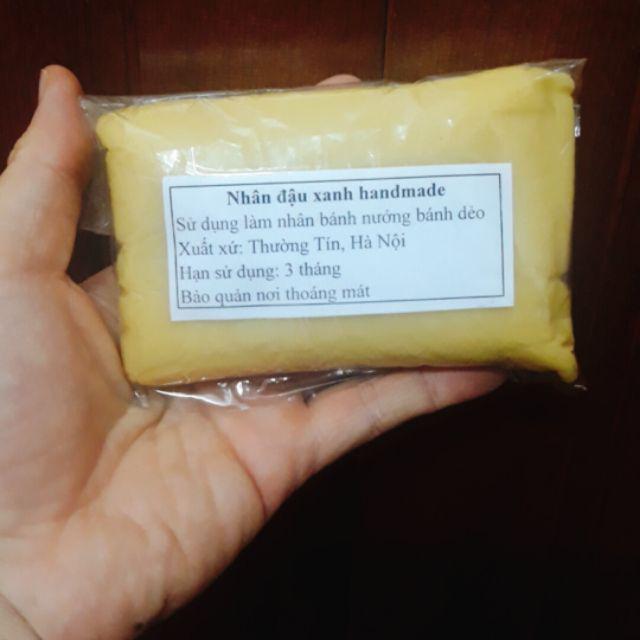 Nhân đậu xanh handmade
Sử dụng làm nhân bánh nướng bánh dẻo
Xuất xứ: Thường Tín, Hà Nội
Hạn sử dụng: 3 tháng
Bảo quản nơi thoáng mát